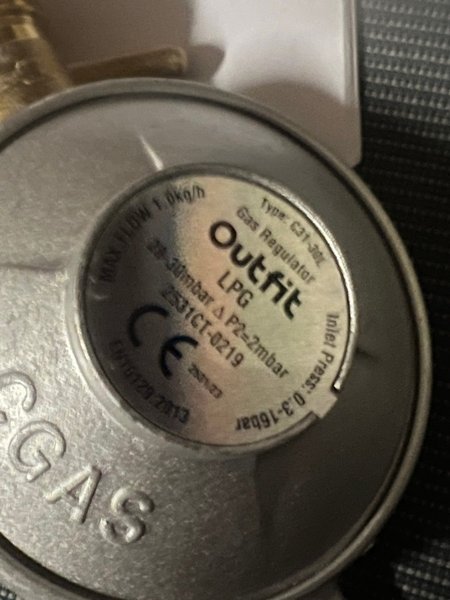 Type: C31-30L
Gas Regulator
Outfit
LPG
28-30mbar Δ P2=2mbar
2531CT-0219
CE
EN16129 2013
MAX FLOW 1.0kg/h
Inlet Press: 0.3-16bar
GAS